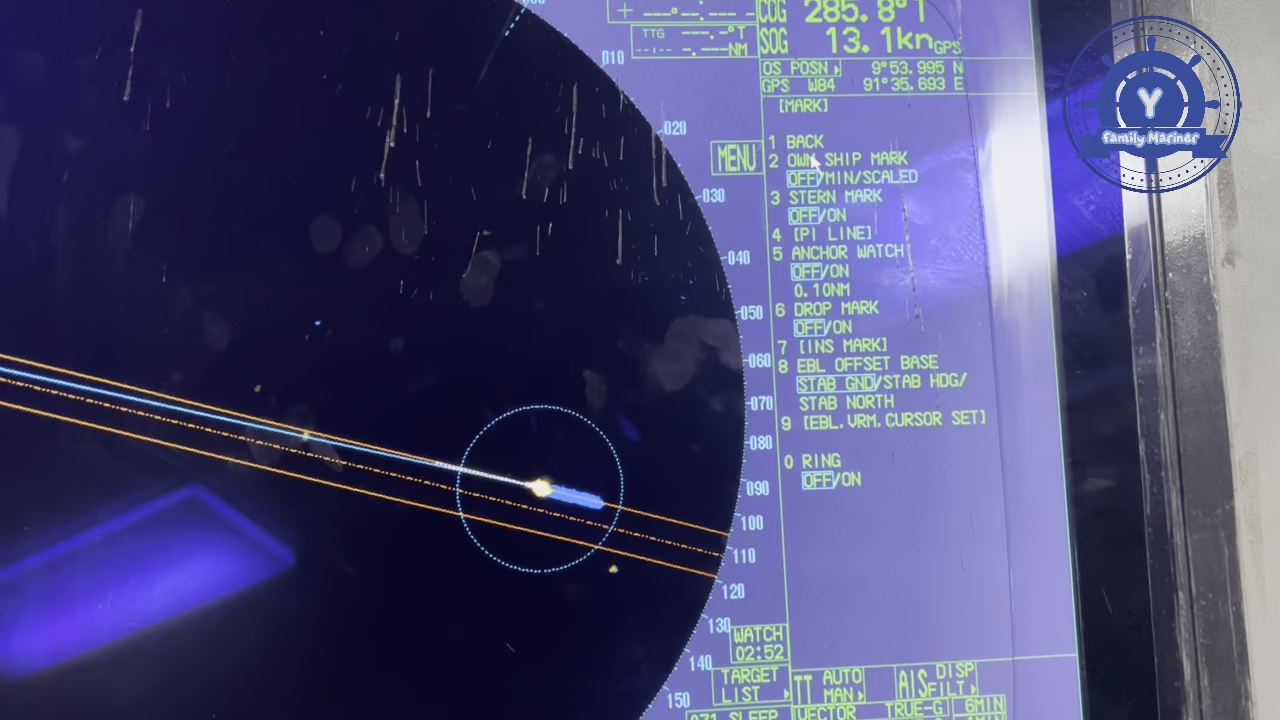 000
+ ---°--:--- -
COG 285.8°T
TTG ---.-°T
--:-- -.---NM
SOG 13.1kn GPS
OS POSN 9°53.995 N
GPS W84 91°35.693 E
[MARK]
MENU
1 BACK
2 OWN SHIP MARK
OFF/MIN/SCALED
3 STERN MARK
OFF/ON
4 [PI LINE]
5 ANCHOR WATCH
OFF/ON
0.10NM
6 DROP MARK
OFF/ON
7 [INS MARK]
8 EBL OFFSET BASE
STAB GND/STAB HDG/
STAB NORTH
9 [EBL.VRM.CURSOR SET]
0 RING
OFF/ON
010
020
030
040
050
060
070
080
090
100
110
120
130
140
150
WATCH
02:52
TARGET
LIST
TT AUTO
MAN
AIS DISP
FILT
VECTOR TRUE-G 6MIN
Y
Family Mariner